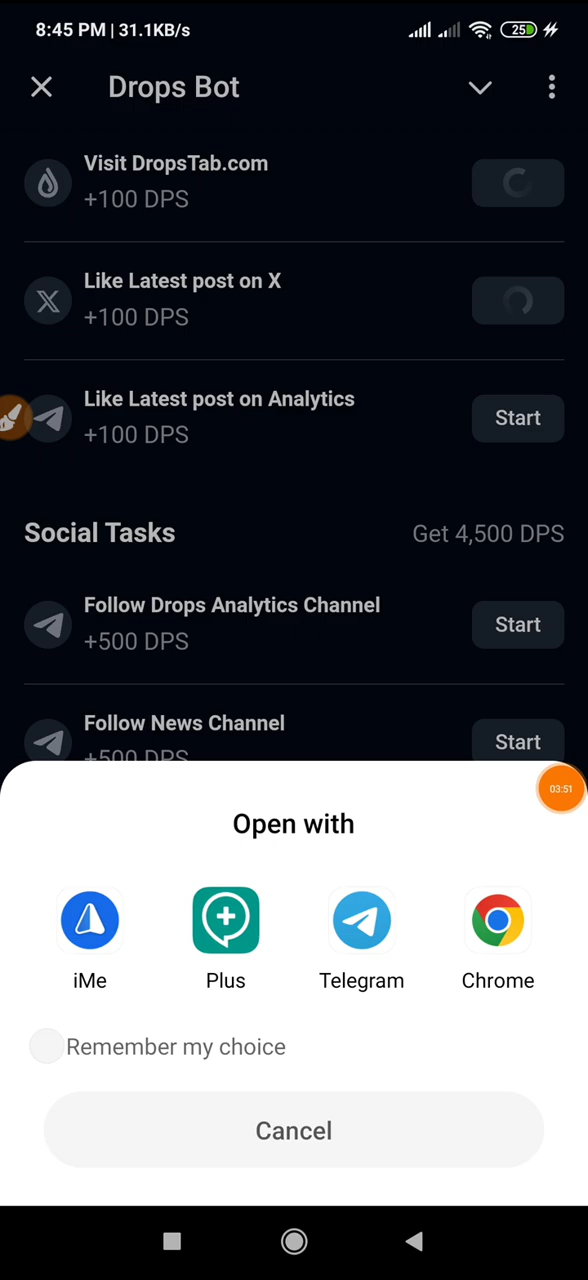 8:45 PM | 31.1KB/s
25
Drops Bot
Visit DropsTab.com
+100 DPS
Like Latest post on X
+100 DPS
Like Latest post on Analytics
+100 DPS
Start
Social Tasks
Get 4,500 DPS
Follow Drops Analytics Channel
+500 DPS
Start
Follow News Channel
+500 DPS
Start
03:51
Open with
iMe
Plus
Telegram
Chrome
Remember my choice
Cancel